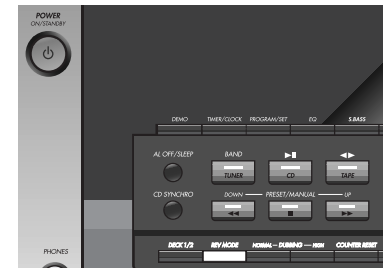 POWER
ON/STANDBY
DEMO TIMER/CLOCK PROGRAM/SET EQ S.BASS
AL OFF/SLEEP BAND
TUNER CD TAPE
CD SYNCHRO DOWN PRESET/MANUAL UP
DECK 1/2 REV MODE NORMAL DUBBING HIGH COUNTER RESET
PHONES